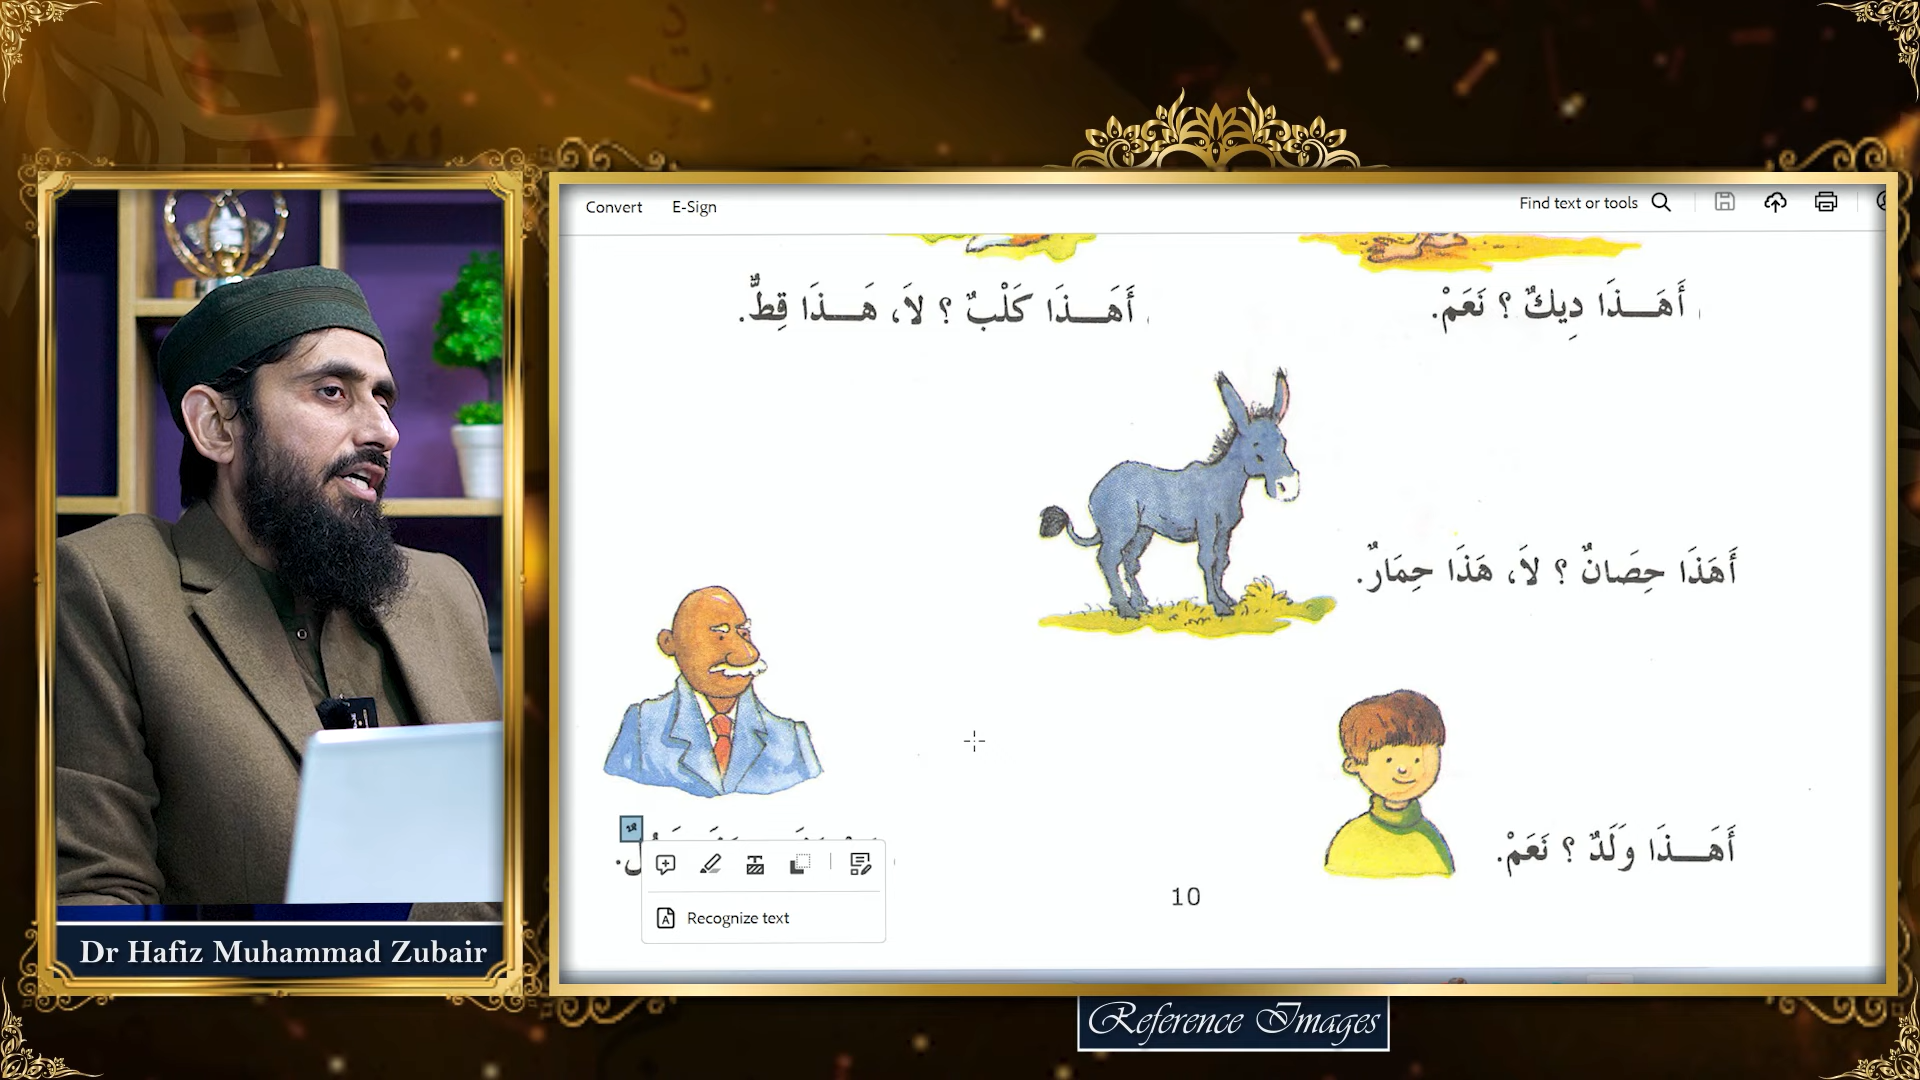 Convert E-Sign
Find text or tools
أَهَـــذَا دِيكٌ ؟ نَعَمْ.
أَهَـــذَا كَلْبٌ ؟ لاَ، هَـــذَا قِطٌّ.
أَهَذَا حِصَانٌ ؟ لاَ، هَذَا حِمَارٌ.
أَهَـــذَا وَلَدٌ ؟ نَعَمْ.
Recognize text
10
Dr Hafiz Muhammad Zubair
Reference Images